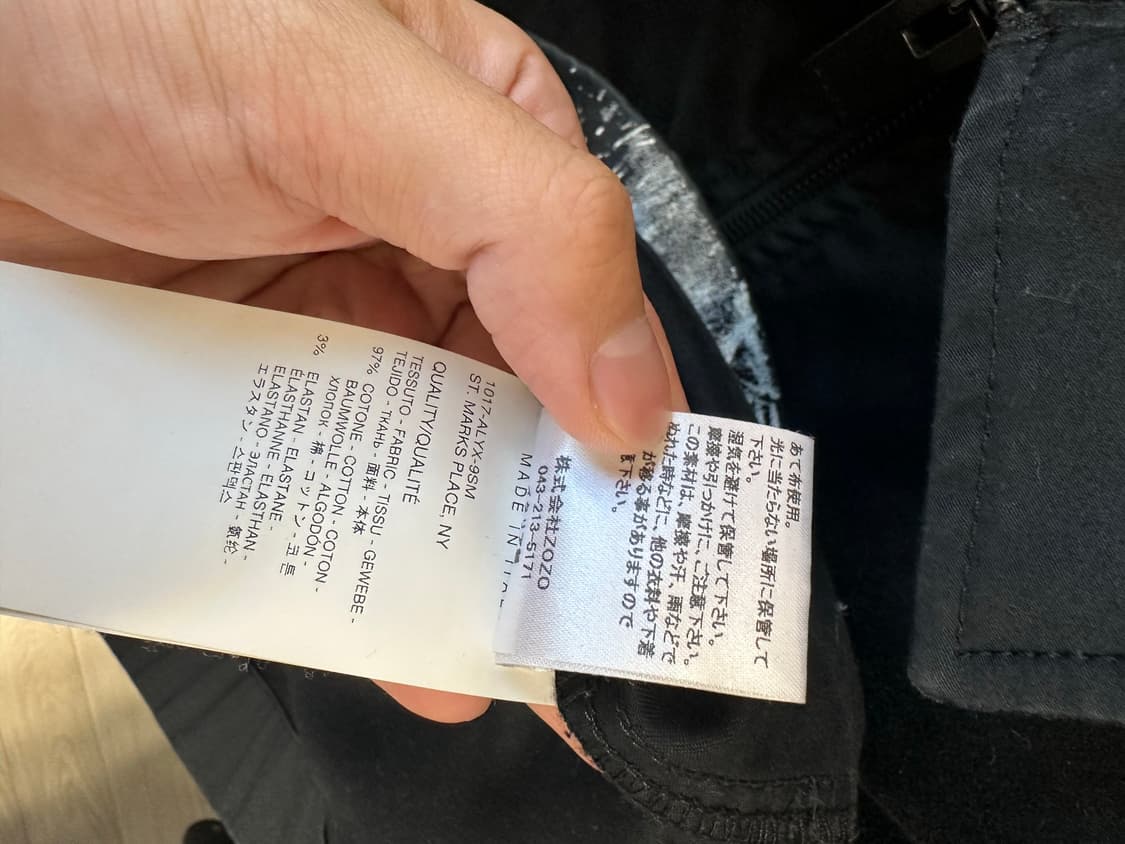 あて布使用。
光に当たらない場所に保管して
下さい。
湿気を避けて保管して下さい。
摩擦や引つかけに、ご注意下さい。
この素材は、摩擦や汗、雨などで
ぬれた時などに、他の衣料や下着
が移る事がありますので
下さい。
株式会社ZOZO
043-213-5171
MADE IN
1017-ALYX-9SM
ST. MARKS PLACE, NY
QUALITY/QUALITÉ
TESSUTO - FABRIC - TISSU - GEWEBE -
TEJIDO - ТКАНЬ - 面料 - 本体
97% COTONE - COTTON - COTON -
BAUMWOLLE - ALGODÓN -
ХЛОПОК - 棉 - コットン - 코튼
3% ELASTAN - ELASTANE -
ÉLASTHAN - ELASTHAN -
ELASTHANNE - ELASTHAN -
ELASTANO - ЭЛАСТАН - 氨纶 -
エラスタン - 스판덱스